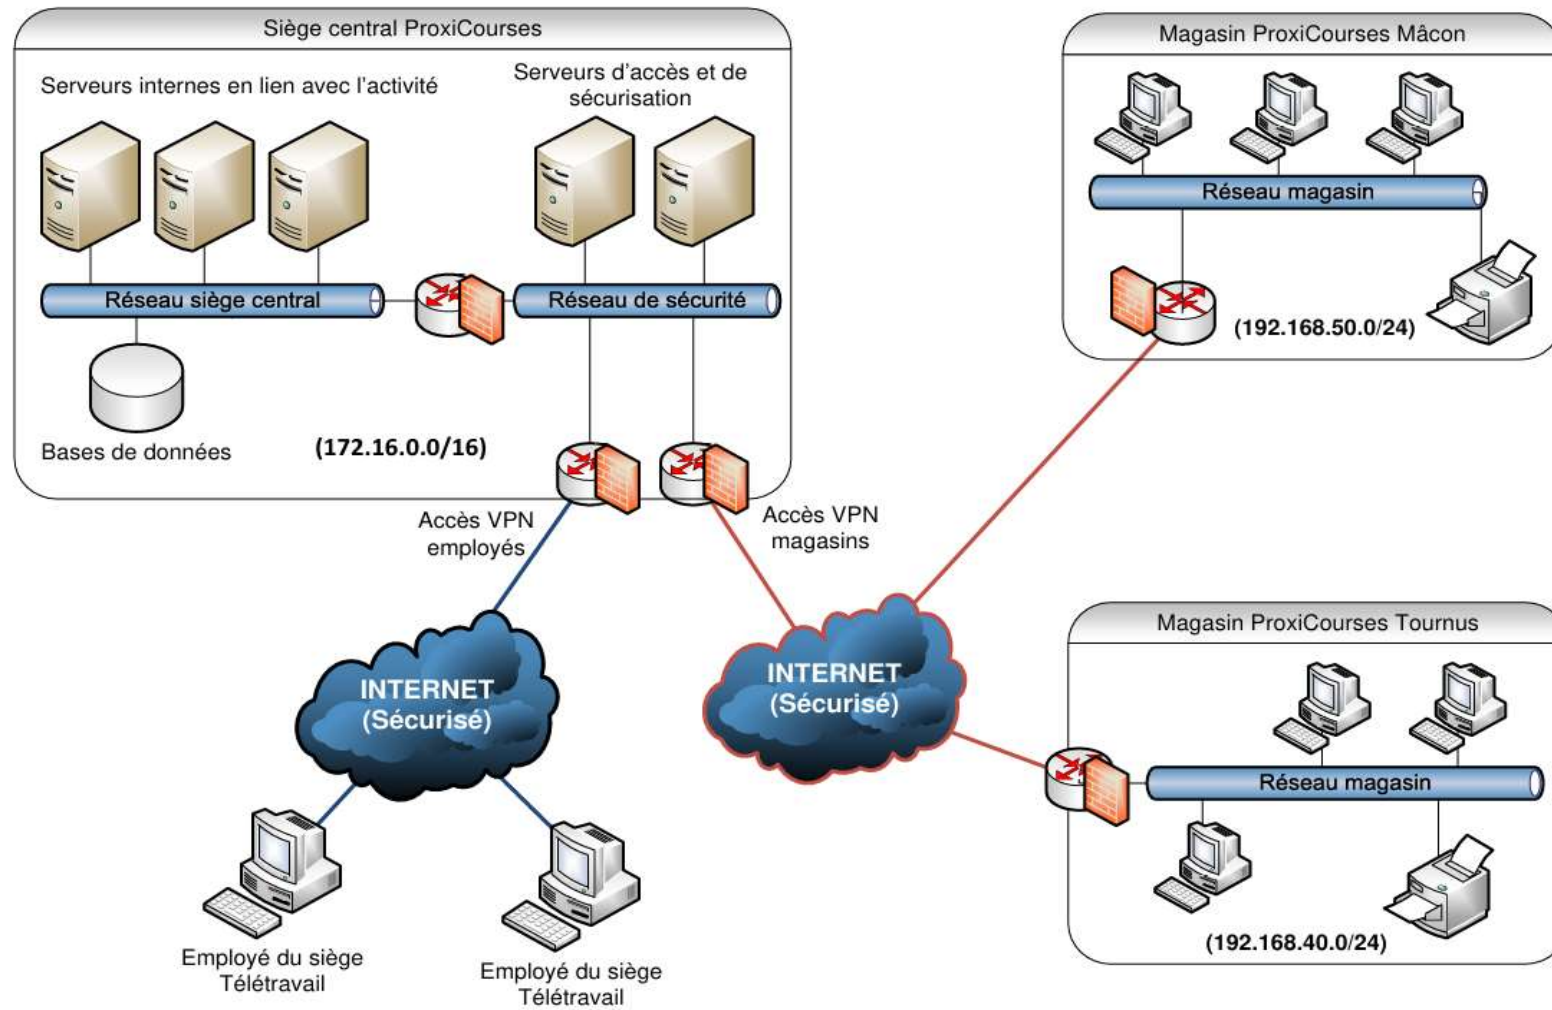 Siège central ProxiCourses
Serveurs internes en lien avec l'activité
Serveurs d'accès et de
sécurisation
Réseau siège central
Réseau de sécurité
Bases de données
(172.16.0.0/16)
Accès VPN
employés
Accès VPN
magasins
INTERNET
(Sécurisé)
INTERNET
(Sécurisé)
Employé du siège
Télétravail
Employé du siège
Télétravail
Magasin ProxiCourses Mâcon
Réseau magasin
(192.168.50.0/24)
Magasin ProxiCourses Tournus
Réseau magasin
(192.168.40.0/24)